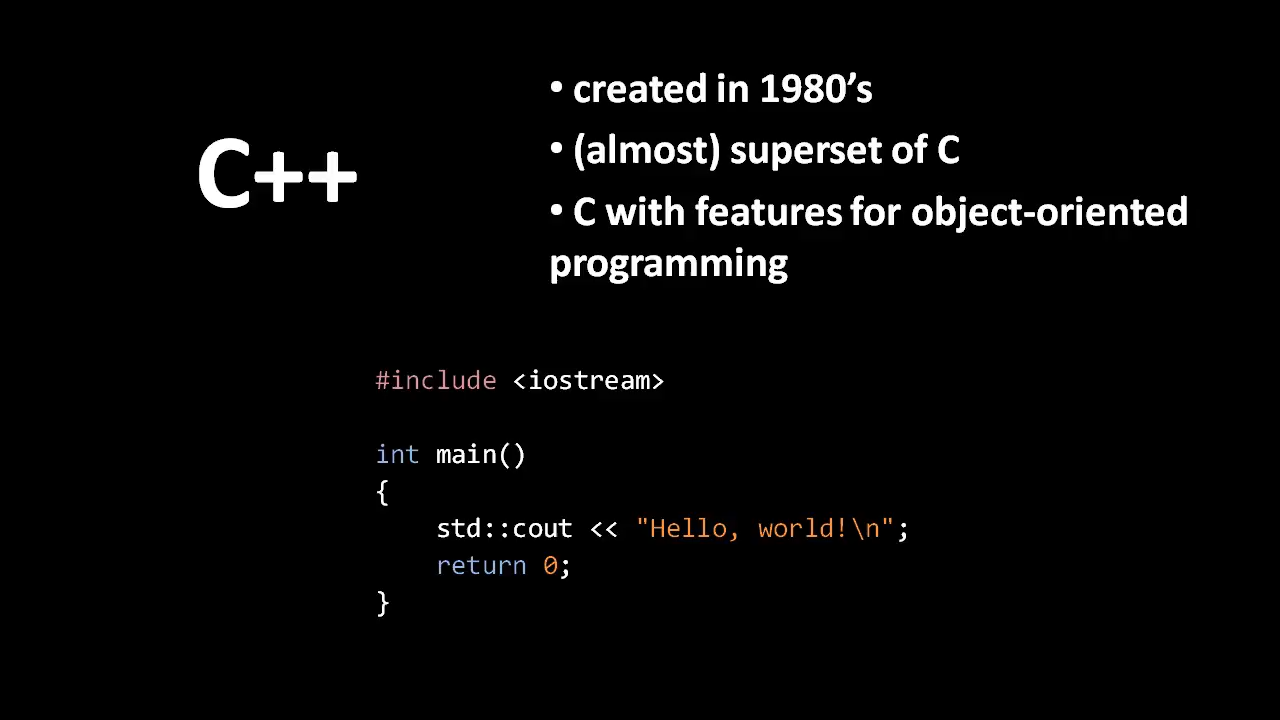 C++
• created in 1980’s
• (almost) superset of C
• C with features for object-oriented
programming
#include <iostream>
int main()
{
    std::cout << "Hello, world!\n";
    return 0;
}